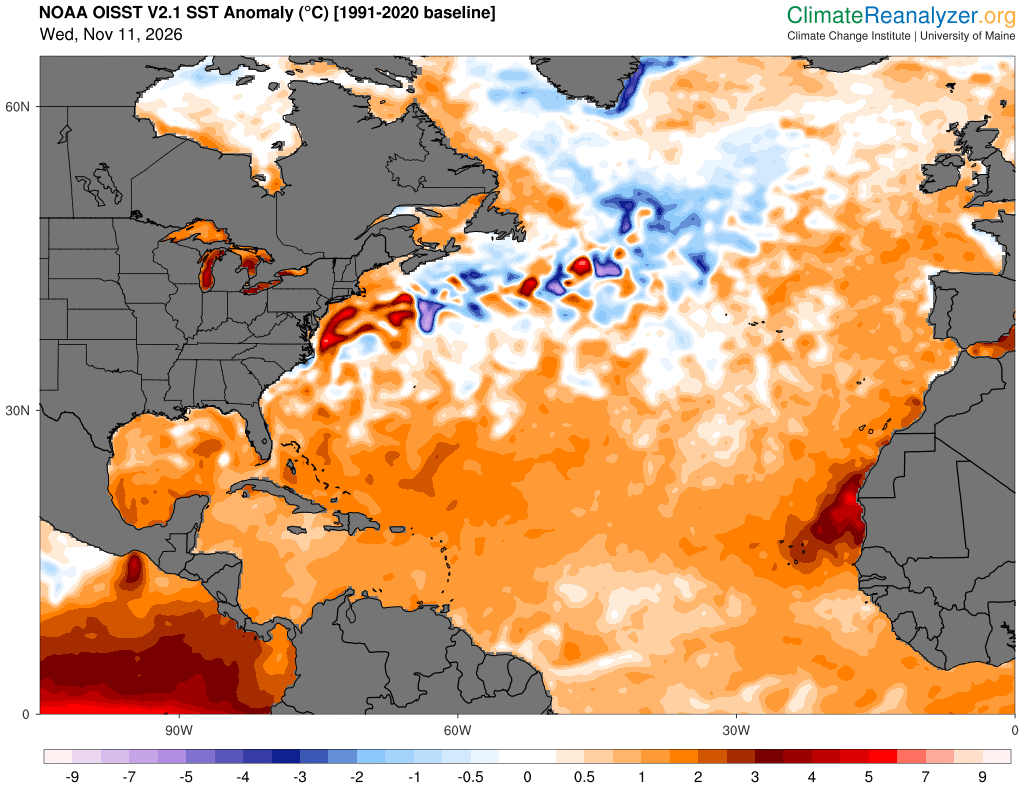 NOAA OISST V2.1 SST Anomaly (°C) [1991-2020 baseline]
Wed, Nov 11, 2026
ClimateReanalyzer.org
Climate Change Institute | University of Maine
60N
30N
0
90W 60W 30W 0
-9 -7 -5 -4 -3 -2 -1 -0.5 0 0.5 1 2 3 4 5 7 9